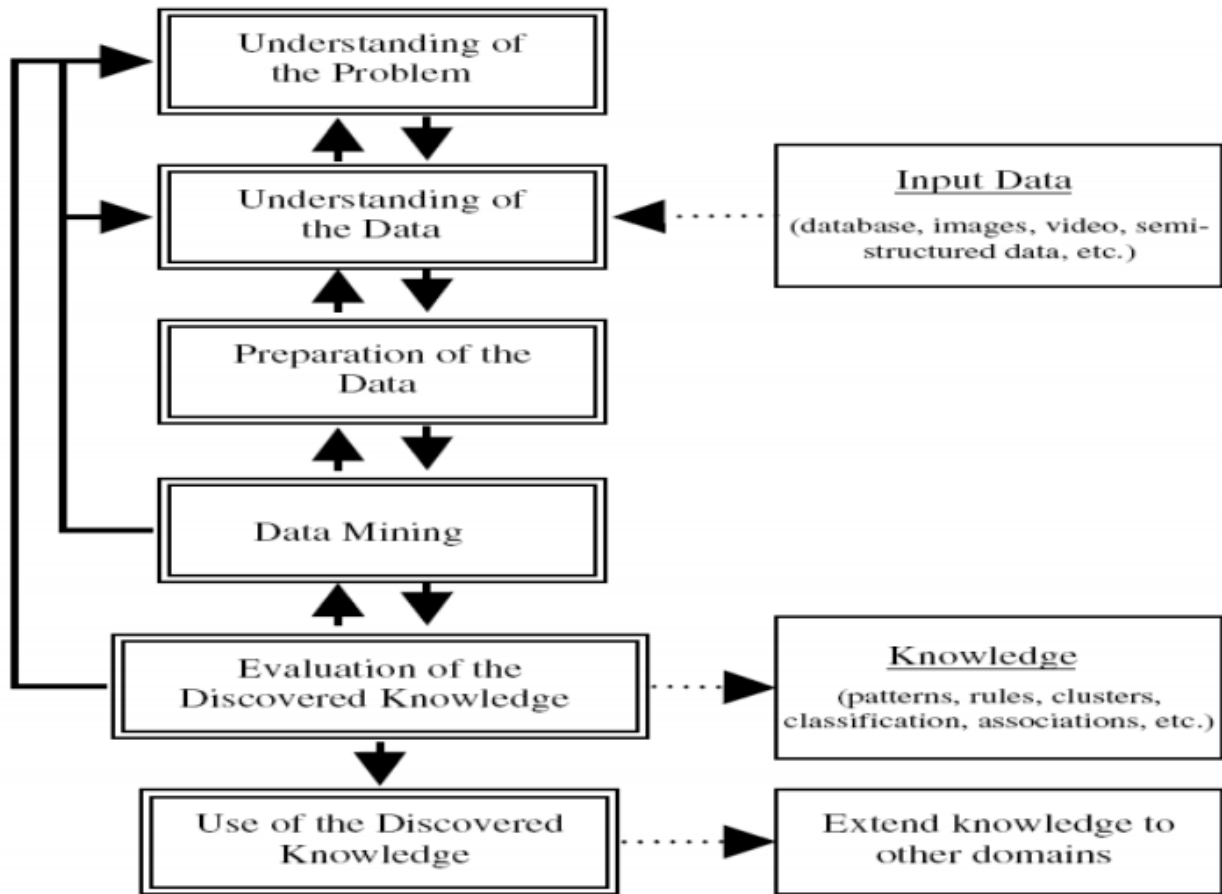 Understanding of
the Problem
Understanding of
the Data
Input Data
(database, images, video, semi-
structured data, etc.)
Preparation of the
Data
Data Mining
Evaluation of the
Discovered Knowledge
Knowledge
(patterns, rules, clusters,
classification, associations, etc.)
Use of the Discovered
Knowledge
Extend knowledge to
other domains